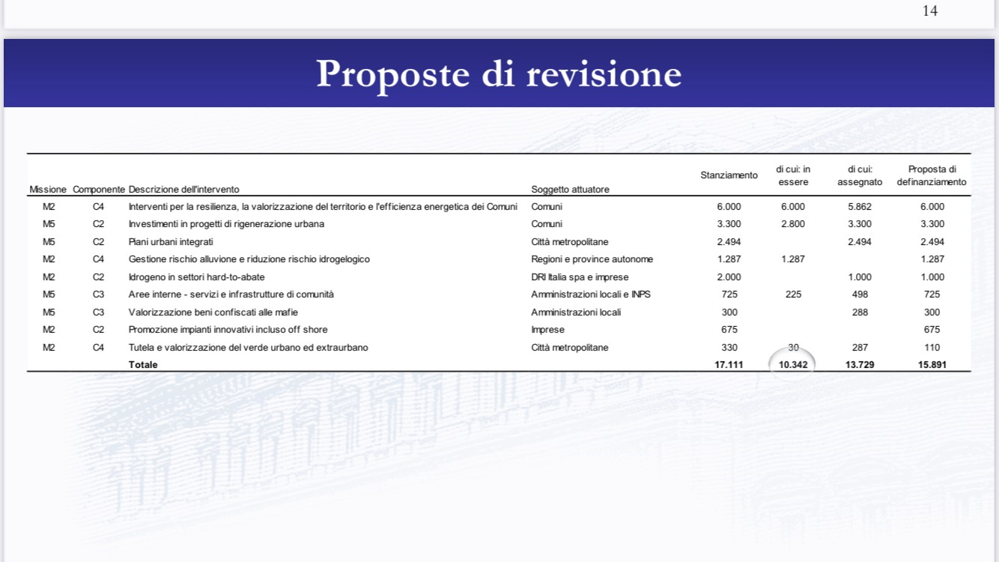 14
Proposte di revisione
Missione Componente Descrizione dell'intervento Soggetto attuatore Stanziamento di cui: in essere di cui: assegnato Proposta di definanziamento
M2 C4 Interventi per la resilienza, la valorizzazione del territorio e l'efficienza energetica dei Comuni Comuni 6.000 6.000 5.862 6.000
M5 C2 Investimenti in progetti di rigenerazione urbana Comuni 3.300 2.800 3.300 3.300
M5 C2 Piani urbani integrati Città metropolitane 2.494 2.494 2.494
M2 C4 Gestione rischio alluvione e riduzione rischio idrogelogico Regioni e province autonome 1.287 1.287 1.287
M2 C2 Idrogeno in settori hard-to-abate DRI Italia spa e imprese 2.000 1.000 1.000
M5 C3 Aree interne - servizi e infrastrutture di comunità Amministrazioni locali e INPS 725 225 498 725
M5 C3 Valorizzazione beni confiscati alle mafie Amministrazioni locali 300 288 300
M2 C2 Promozione impianti innovativi incluso off shore Imprese 675 675
M2 C4 Tutela e valorizzazione del verde urbano ed extraurbano Città metropolitane 330 30 287 110
Totale 17.111 10.342 13.729 15.891